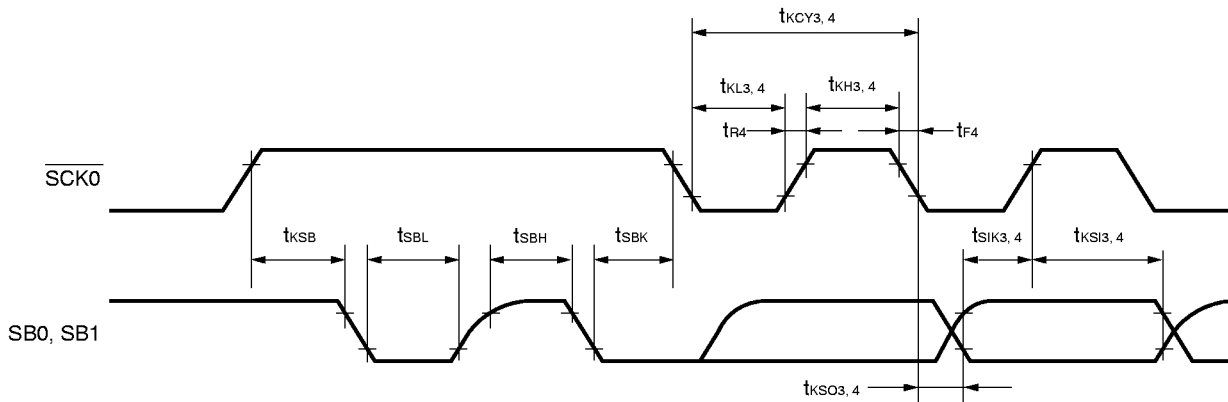 tKCY3, 4
tKL3, 4 tKH3, 4
tR4 tF4
SCK0
tKSB tSBL tSBH tSBK tSIK3, 4 tKSI3, 4
SB0, SB1
tKSO3, 4